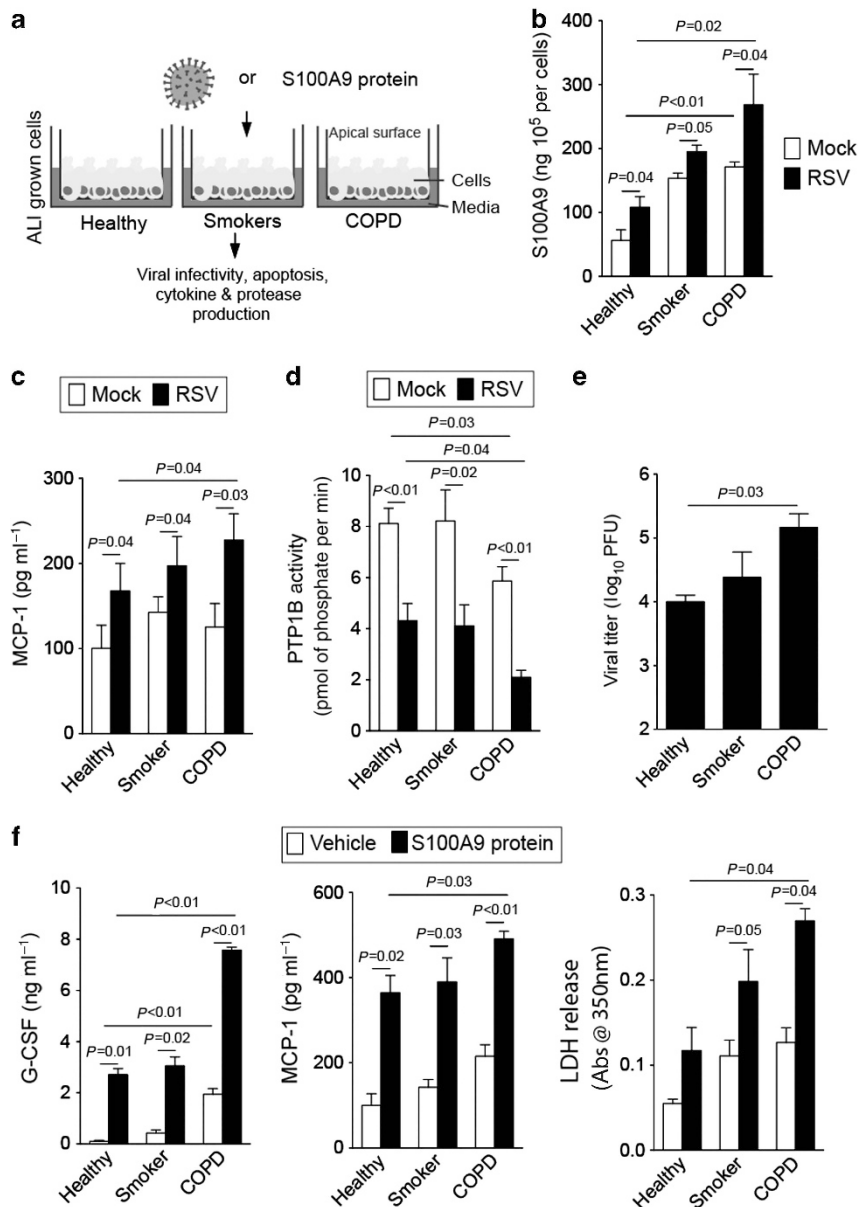 a
or S100A9 protein
ALI grown cells
Apical surface
Cells
Media
Healthy Smokers COPD
Viral infectivity, apoptosis,
cytokine & protease
production
b
S100A9 (ng 10⁵ per cells)
400
300
200
100
0
P=0.02
P=0.04
P<0.01
P=0.05
P=0.04
Mock
RSV
Healthy
Smoker
COPD
c
Mock RSV
MCP-1 (pg ml⁻¹)
300
200
100
0
P=0.04
P=0.03
P=0.04
P=0.04
Healthy
Smoker
COPD
d
Mock RSV
PTP1B activity
(pmol of phosphate per min)
10
8
6
4
2
0
P=0.03
P=0.04
P<0.01
P=0.02
P<0.01
Healthy
Smoker
COPD
e
Viral titer (log₁₀ PFU)
6
5
4
4
2
P=0.03
Healthy
Smoker
COPD
f
Vehicle S100A9 protein
G-CSF (ng ml⁻¹)
10
8
6
4
2
0
P<0.01
P<0.01
P<0.01
P=0.01
P=0.02
Healthy
Smoker
COPD
MCP-1 (pg ml⁻¹)
600
400
200
0
P=0.03
P<0.01
P=0.03
P=0.02
Healthy
Smoker
COPD
LDH release
(Abs @ 350nm)
0.3
0.2
0.1
0.0
P=0.04
P=0.04
P=0.05
Healthy
Smoker
COPD